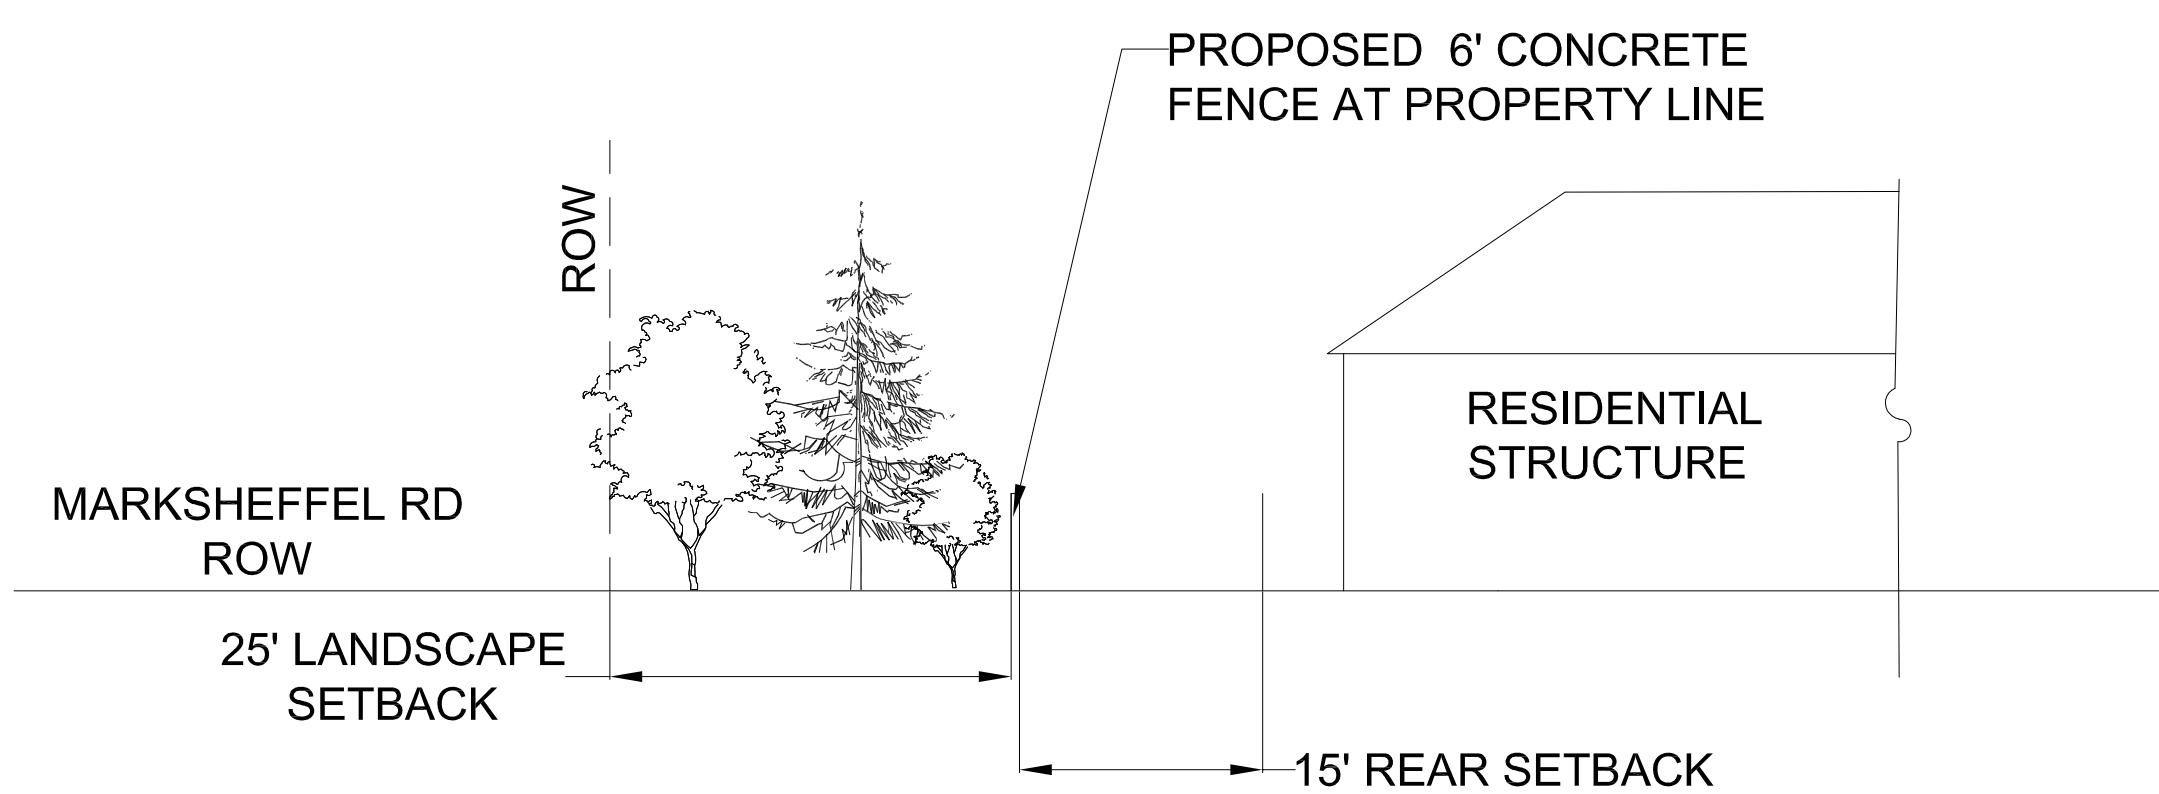 PROPOSED  6' CONCRETE
FENCE AT PROPERTY LINE
ROW
RESIDENTIAL
STRUCTURE
MARKSHEFFEL RD
ROW
25' LANDSCAPE
SETBACK
15' REAR SETBACK